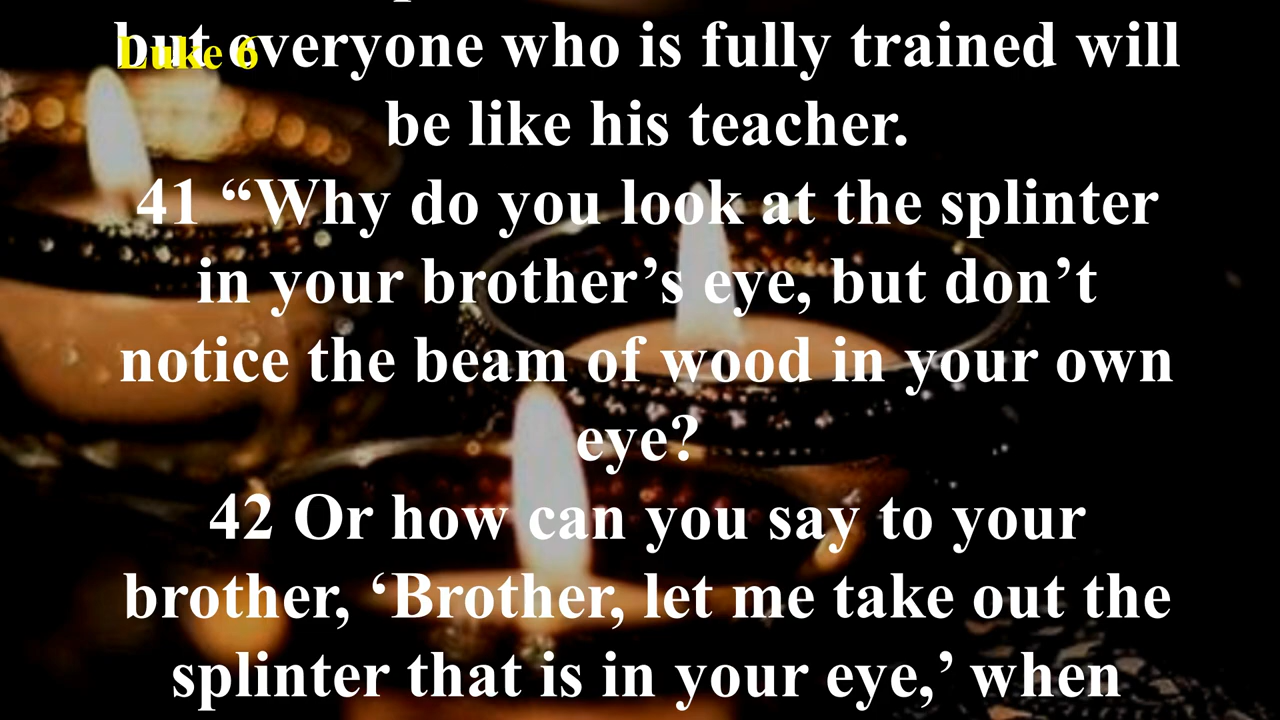 Luke 6
but everyone who is fully trained will
be like his teacher.
41 “Why do you look at the splinter
in your brother’s eye, but don’t
notice the beam of wood in your own
eye?
42 Or how can you say to your
brother, ‘Brother, let me take out the
splinter that is in your eye,’ when